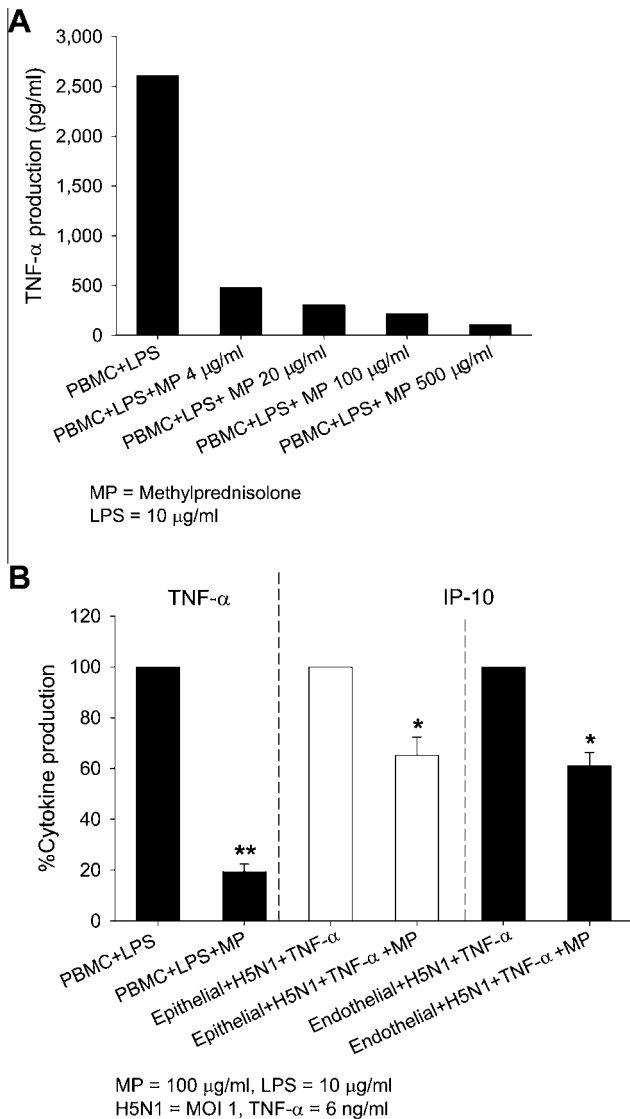 A
3,000
2,500
2,000
1,500
1,000
500
0
TNF-α production (pg/ml)
PBMC+LPS
PBMC+LPS+MP 4 μg/ml
PBMC+LPS+ MP 20 μg/ml
PBMC+LPS+ MP 100 μg/ml
PBMC+LPS+ MP 500 μg/ml
MP = Methylprednisolone
LPS = 10 μg/ml
B
TNF-α
IP-10
120
100
80
60
40
20
0
%Cytokine production
**
*
*
PBMC+LPS
PBMC+LPS+MP
Epithelial+H5N1+TNF-α
Epithelial+H5N1+TNF-α +MP
Endothelial+H5N1+TNF-α
Endothelial+H5N1+TNF-α +MP
MP = 100 μg/ml, LPS = 10 μg/ml
H5N1 = MOI 1, TNF-α = 6 ng/ml